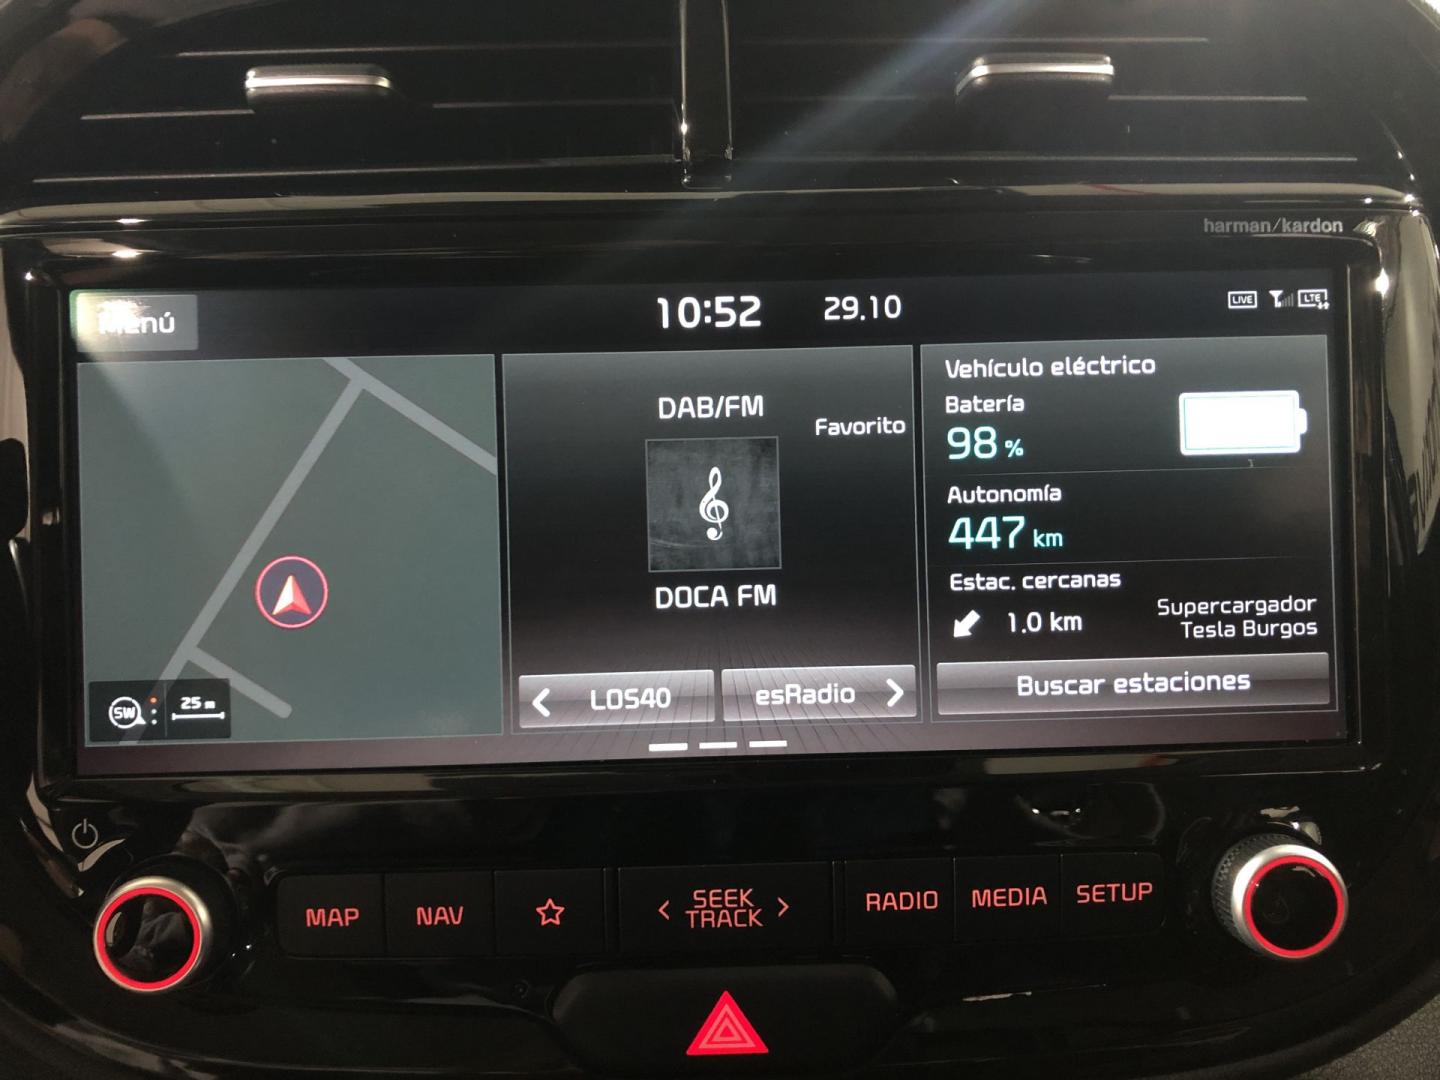 harman/kardon
Menú
10:52
29.10
LIVE
LTE
SW
25 m
DAB/FM
Favorito
DOCA FM
LOS40
esRadio
Vehículo eléctrico
Batería
98 %
Autonomía
447 km
Estac. cercanas
1.0 km
Supercargador
Tesla Burgos
Buscar estaciones
MAP
NAV
SEEK
TRACK
RADIO
MEDIA
SETUP